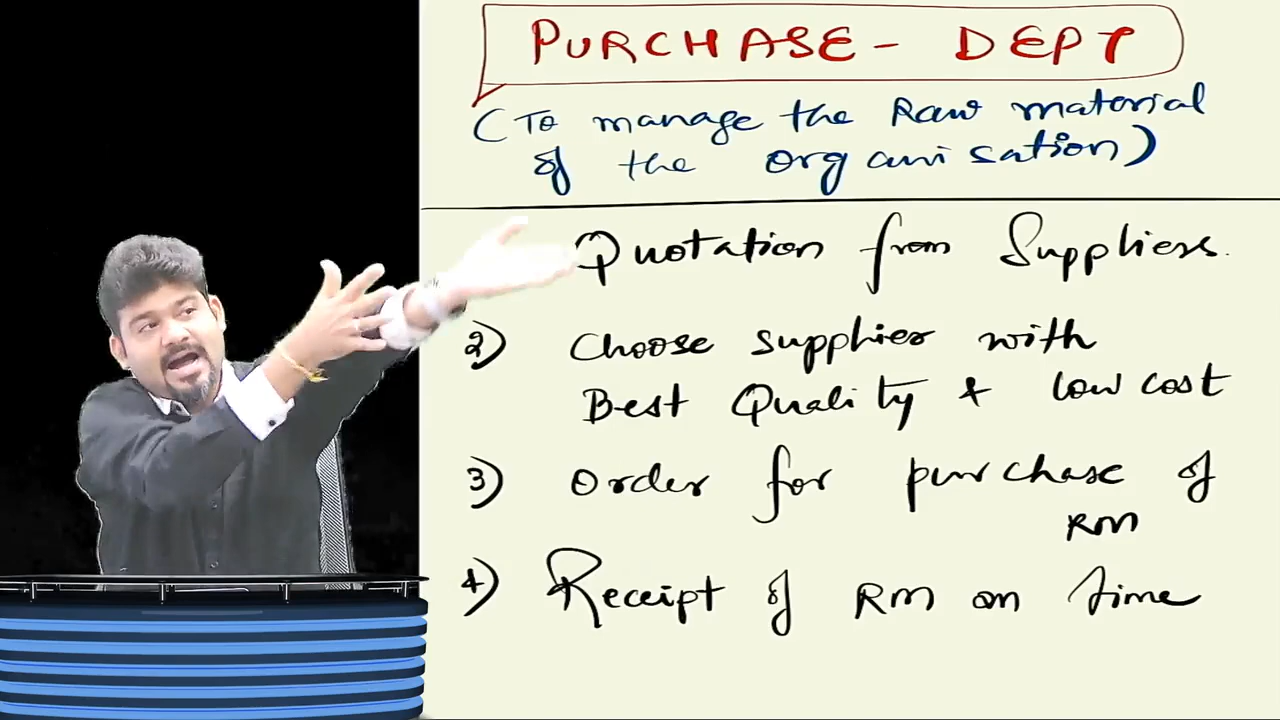 PURCHASE - DEPT
(To manage the Raw material
of the organisation)
Quotation from Suppliers.
2) Choose supplier with
Best Quality & low cost
3) Order for purchase of
RM
4) Receipt of RM on time